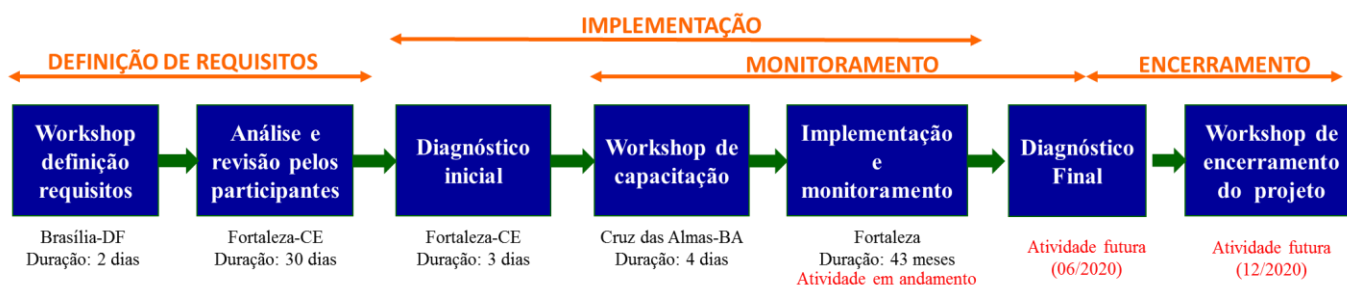 IMPLEMENTAÇÃO
DEFINIÇÃO DE REQUISITOS
MONITORAMENTO
ENCERRAMENTO
Workshop
definição
requisitos
Análise e
revisão pelos
participantes
Diagnóstico
inicial
Workshop de
capacitação
Implementação
e
monitoramento
Diagnóstico
Final
Workshop de
encerramento
do projeto
Brasília-DF
Duração: 2 dias
Fortaleza-CE
Duração: 30 dias
Fortaleza-CE
Duração: 3 dias
Cruz das Almas-BA
Duração: 4 dias
Fortaleza
Duração: 43 meses
Atividade em andamento
Atividade futura
(06/2020)
Atividade futura
(12/2020)